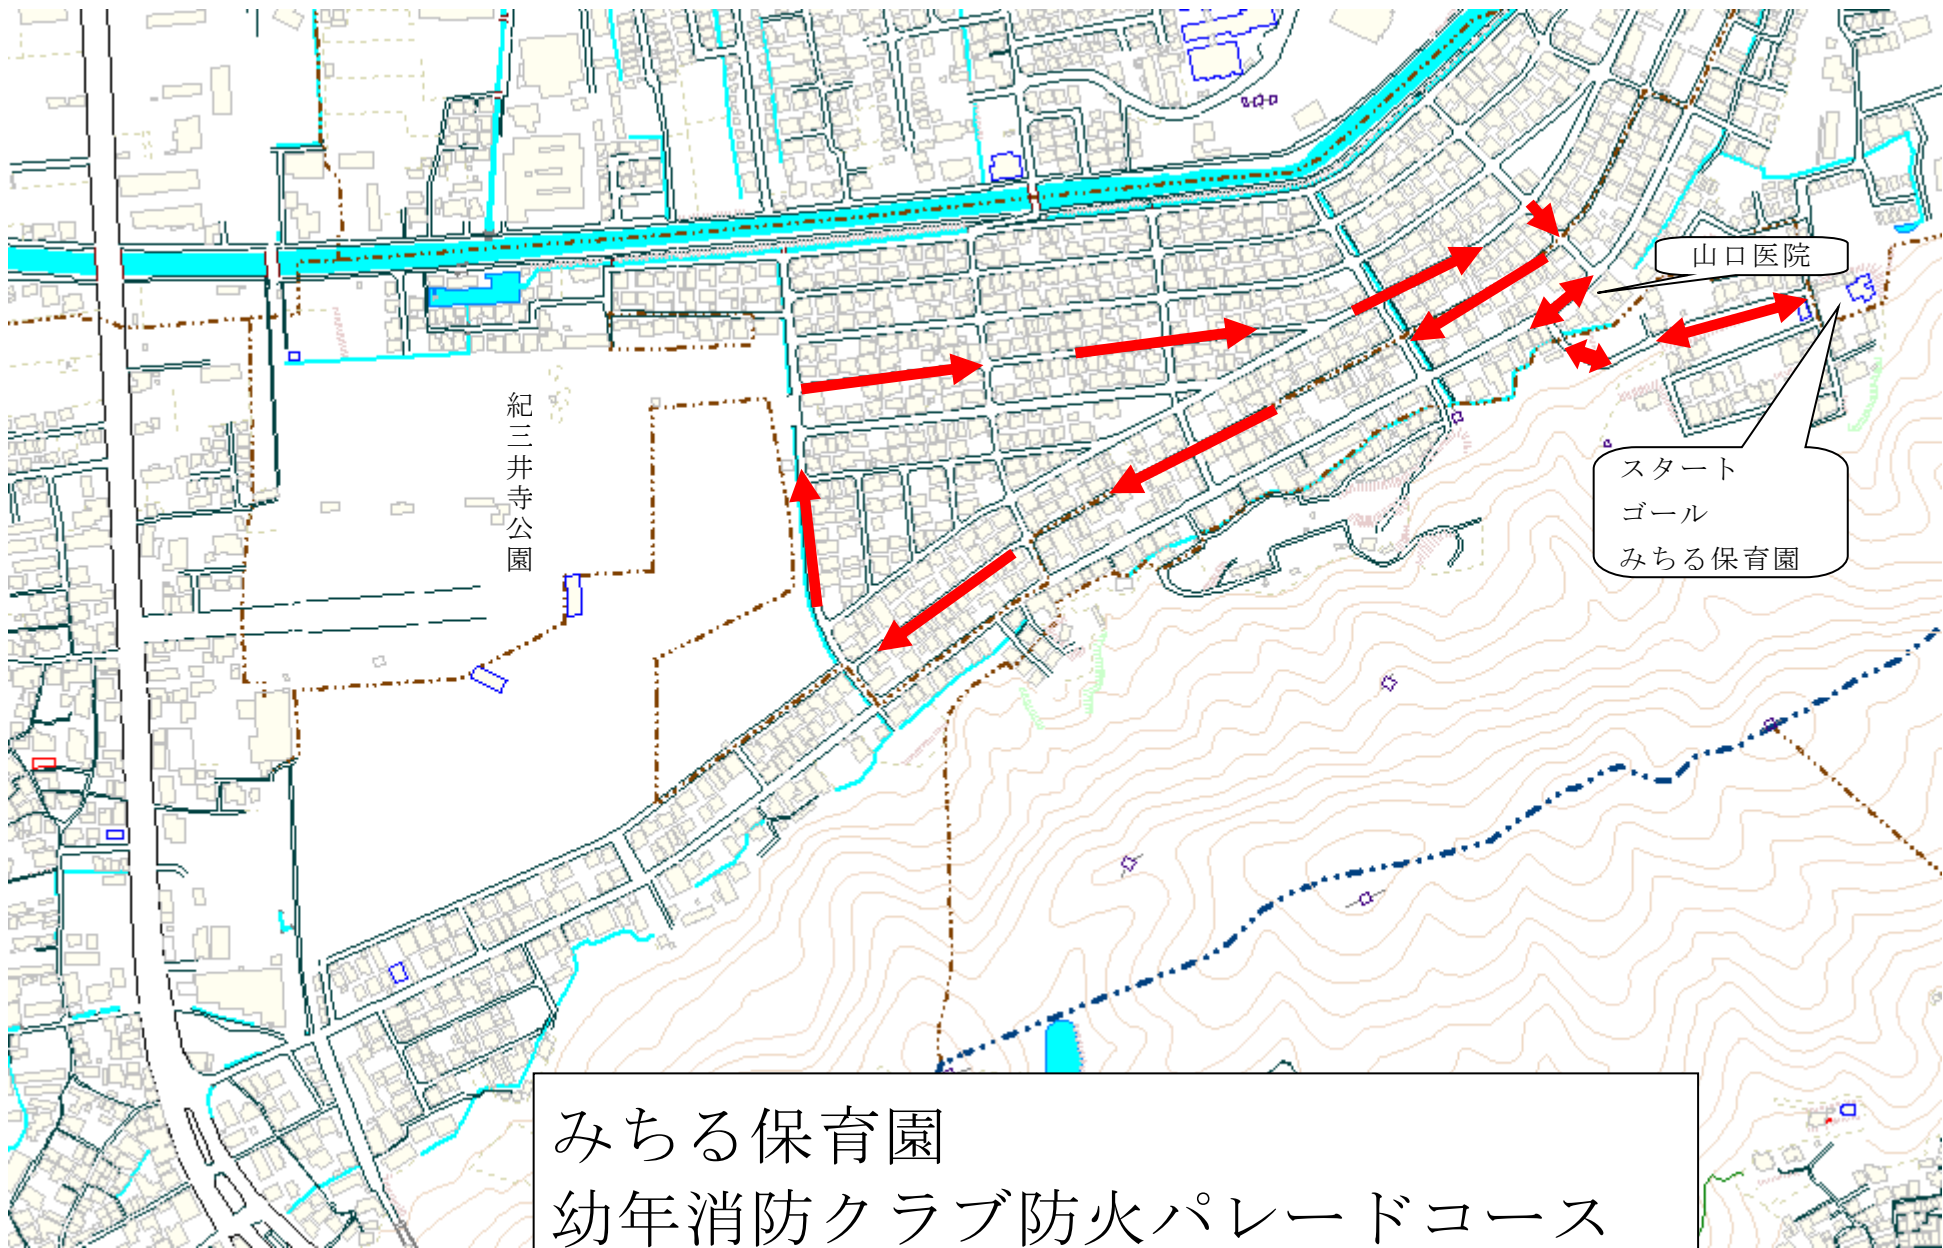 山口医院
紀三井寺公園
スタート
ゴール
みちる保育園
みちる保育園
幼年消防クラブ防火パレードコース